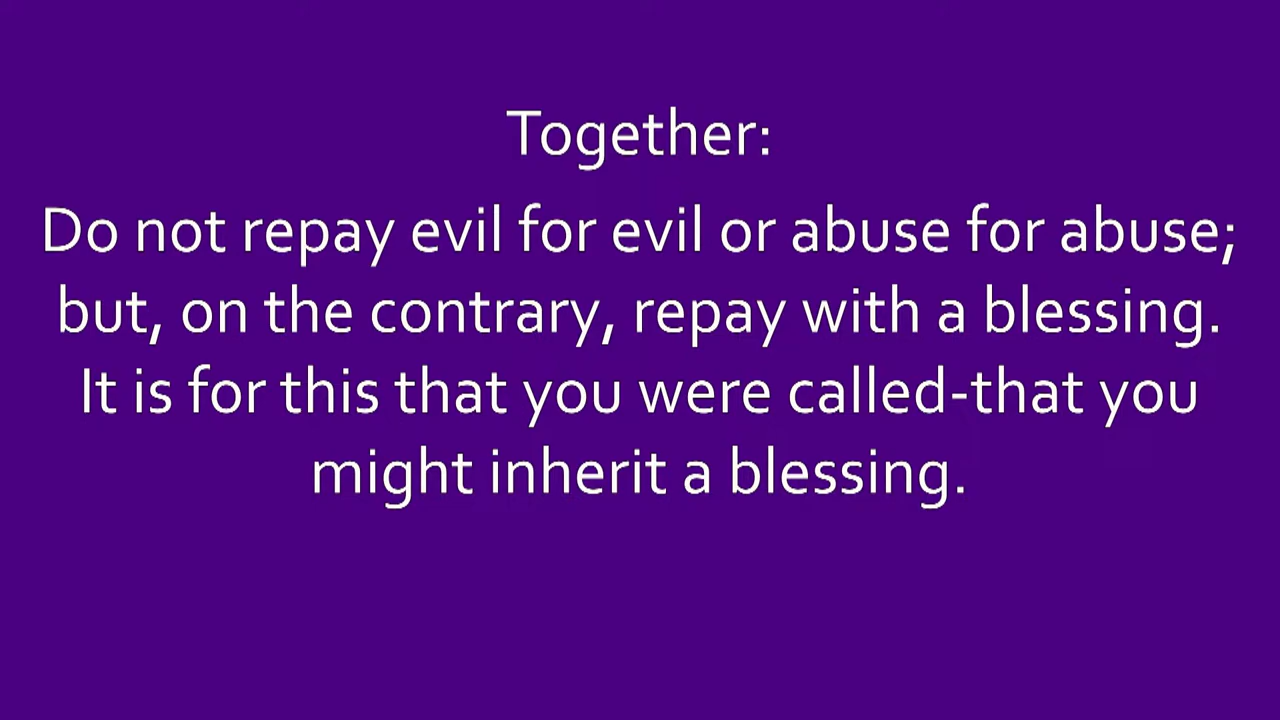 Together:
Do not repay evil for evil or abuse for abuse;
but, on the contrary, repay with a blessing.
It is for this that you were called-that you
might inherit a blessing.